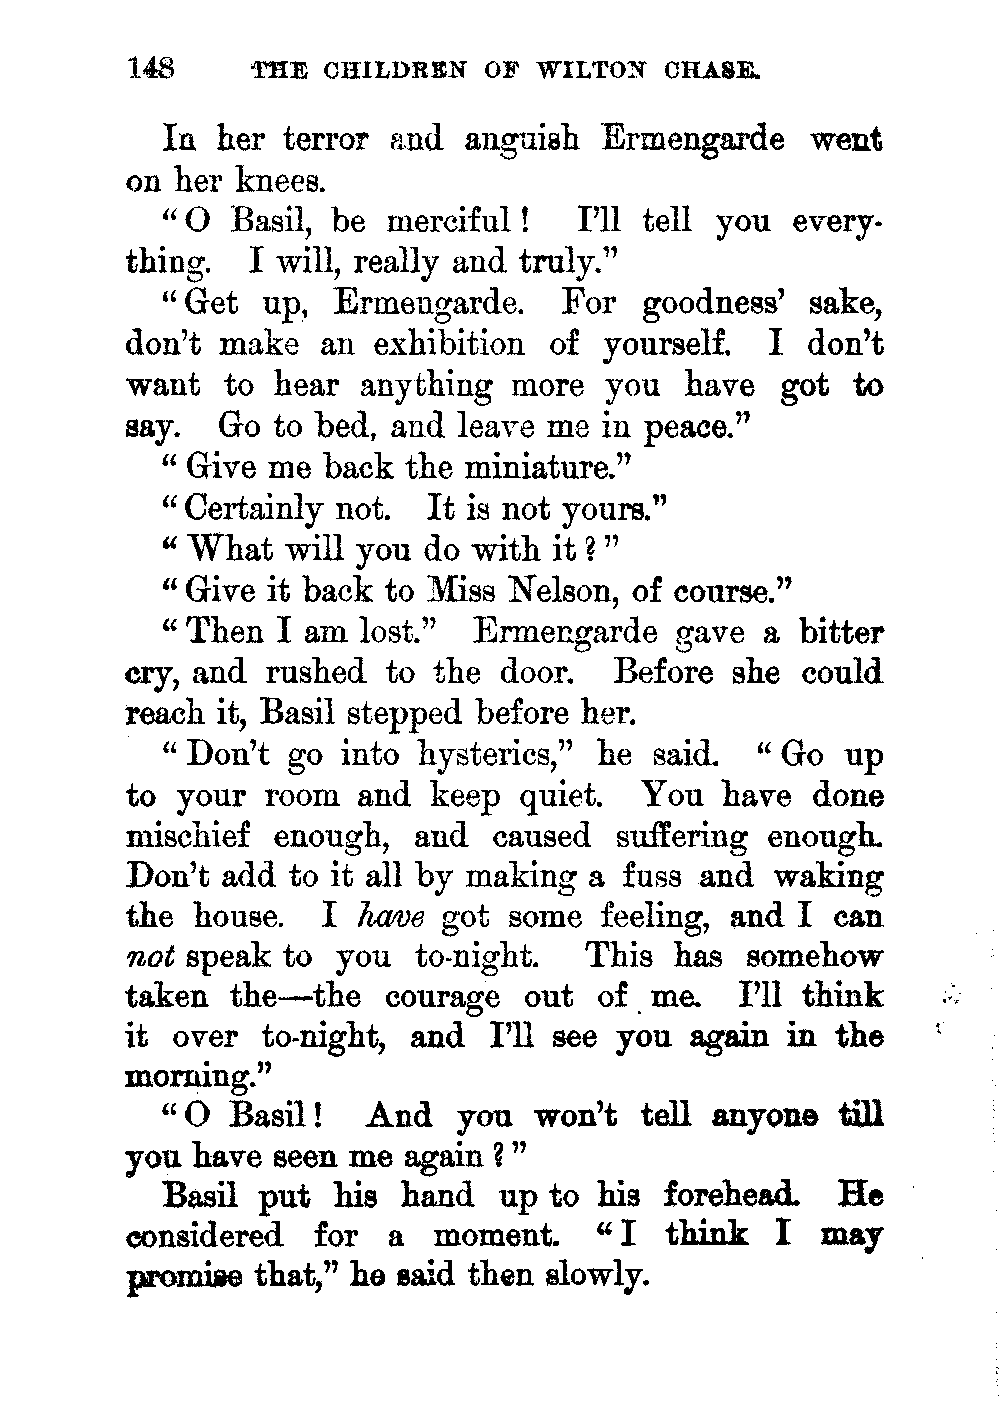 148 THE CHILDREN OF WILTON CHASE.
In her terror and anguish Ermengarde went
on her knees.
“O Basil, be merciful! I’ll tell you every-
thing. I will, really and truly.”
“Get up, Ermengarde. For goodness’ sake,
don’t make an exhibition of yourself. I don’t
want to hear anything more you have got to
say. Go to bed, and leave me in peace.”
“Give me back the miniature.”
“Certainly not. It is not yours.”
“What will you do with it?”
“Give it back to Miss Nelson, of course.”
“Then I am lost.” Ermengarde gave a bitter
cry, and rushed to the door. Before she could
reach it, Basil stepped before her.
“Don’t go into hysterics,” he said. “Go up
to your room and keep quiet. You have done
mischief enough, and caused suffering enough.
Don’t add to it all by making a fuss and waking
the house. I have got some feeling, and I can
not speak to you to-night. This has somehow
taken the—the courage out of me. I’ll think
it over to-night, and I’ll see you again in the
morning.”
“O Basil! And you won’t tell anyone till
you have seen me again?”
Basil put his hand up to his forehead. He
considered for a moment. “I think I may
promise that,” he said then slowly.